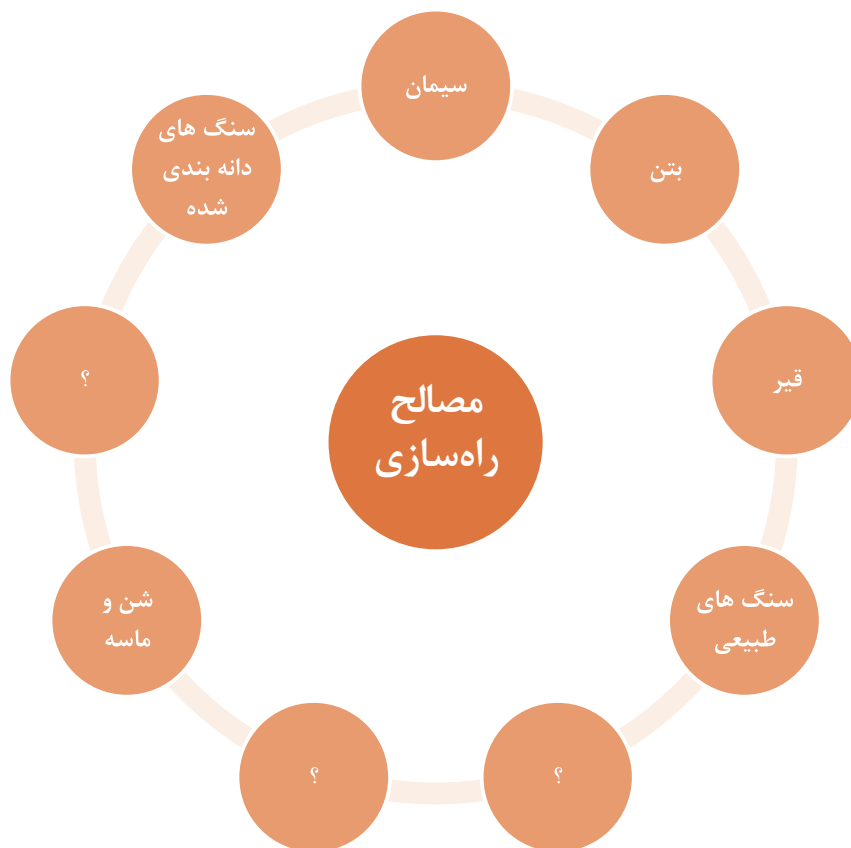 سیمان
بتن
قیر
سنگ های
طبیعی
؟
؟
شن و
ماسه
؟
سنگ های
دانه بندی
شده
مصالح
راه‌سازی